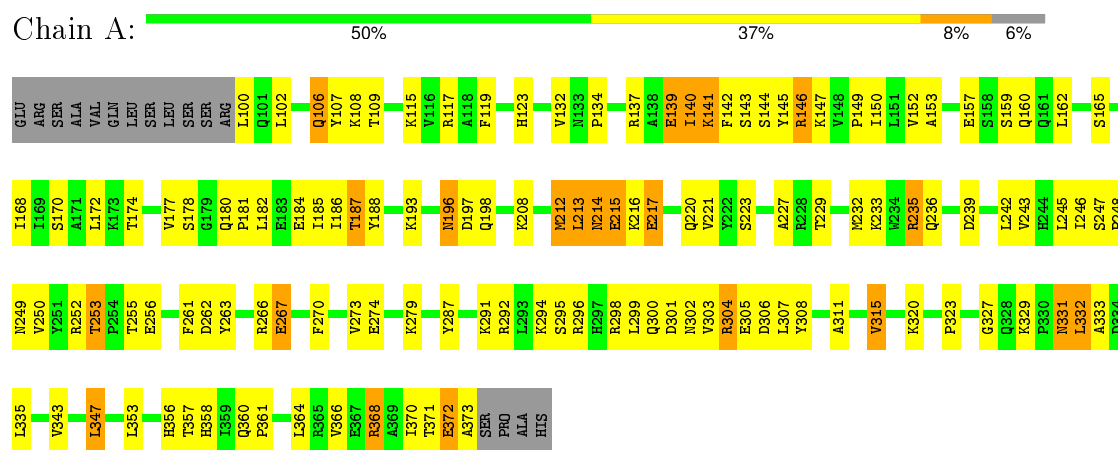 Chain A:
50% 37% 8% 6%
GLU ARG SER ALA VAL GLN LEU SER LEU SER SER ARG L100 Q101 L102 Q106 Y107 K108 T109 K115 V116 R117 A118 F119 H123 V132 N133 P134 R137 A138 E139 I140 K141 F142 S143 S144 Y145 R146 K147 V148 P149 I150 L151 V152 A153 E157 S158 S159 Q160 Q161 L162 S165
I168 I169 S170 A171 L172 K173 T174 V177 S178 G179 Q180 P181 L182 E183 E184 I185 I186 T187 Y188 K193 N196 D197 Q198 K208 M212 L213 N214 E215 K216 E217 Q220 V221 Y222 S223 A227 R228 T229 M232 K233 W234 R235 Q236 D239 L242 V243 H244 L245 I246 S247
N249 V250 Y251 R252 T253 P254 T255 E256 F261 D262 Y263 R266 E267 F270 V273 E274 K279 Y287 K291 R292 L293 K294 S295 R296 H297 R298 L299 Q300 D301 N302 V303 R304 E305 D306 L307 Y308 A311 V315 K320 P323 G327 Q328 K329 P330 N331 L332 A333 D334
L335 V343 L347 L353 H356 T357 H358 I359 Q360 P361 L364 R365 V366 E367 R368 A369 I370 T371 E372 A373 SER PRO ALA HIS